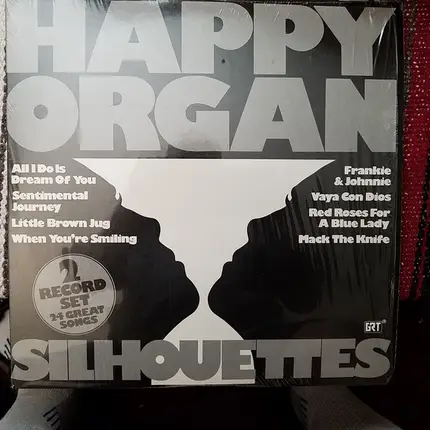 HAPPY
ORGAN
All I Do is
Dream Of You
Sentimental
Journey
Little Brown Jug
When You're Smiling
Frankie
& Johnnie
Vaya Con Dios
Red Roses For
A Blue Lady
Mack The Knife
2
RECORD
SET
24 GREAT
SONGS
GRT
SILHOUETTES